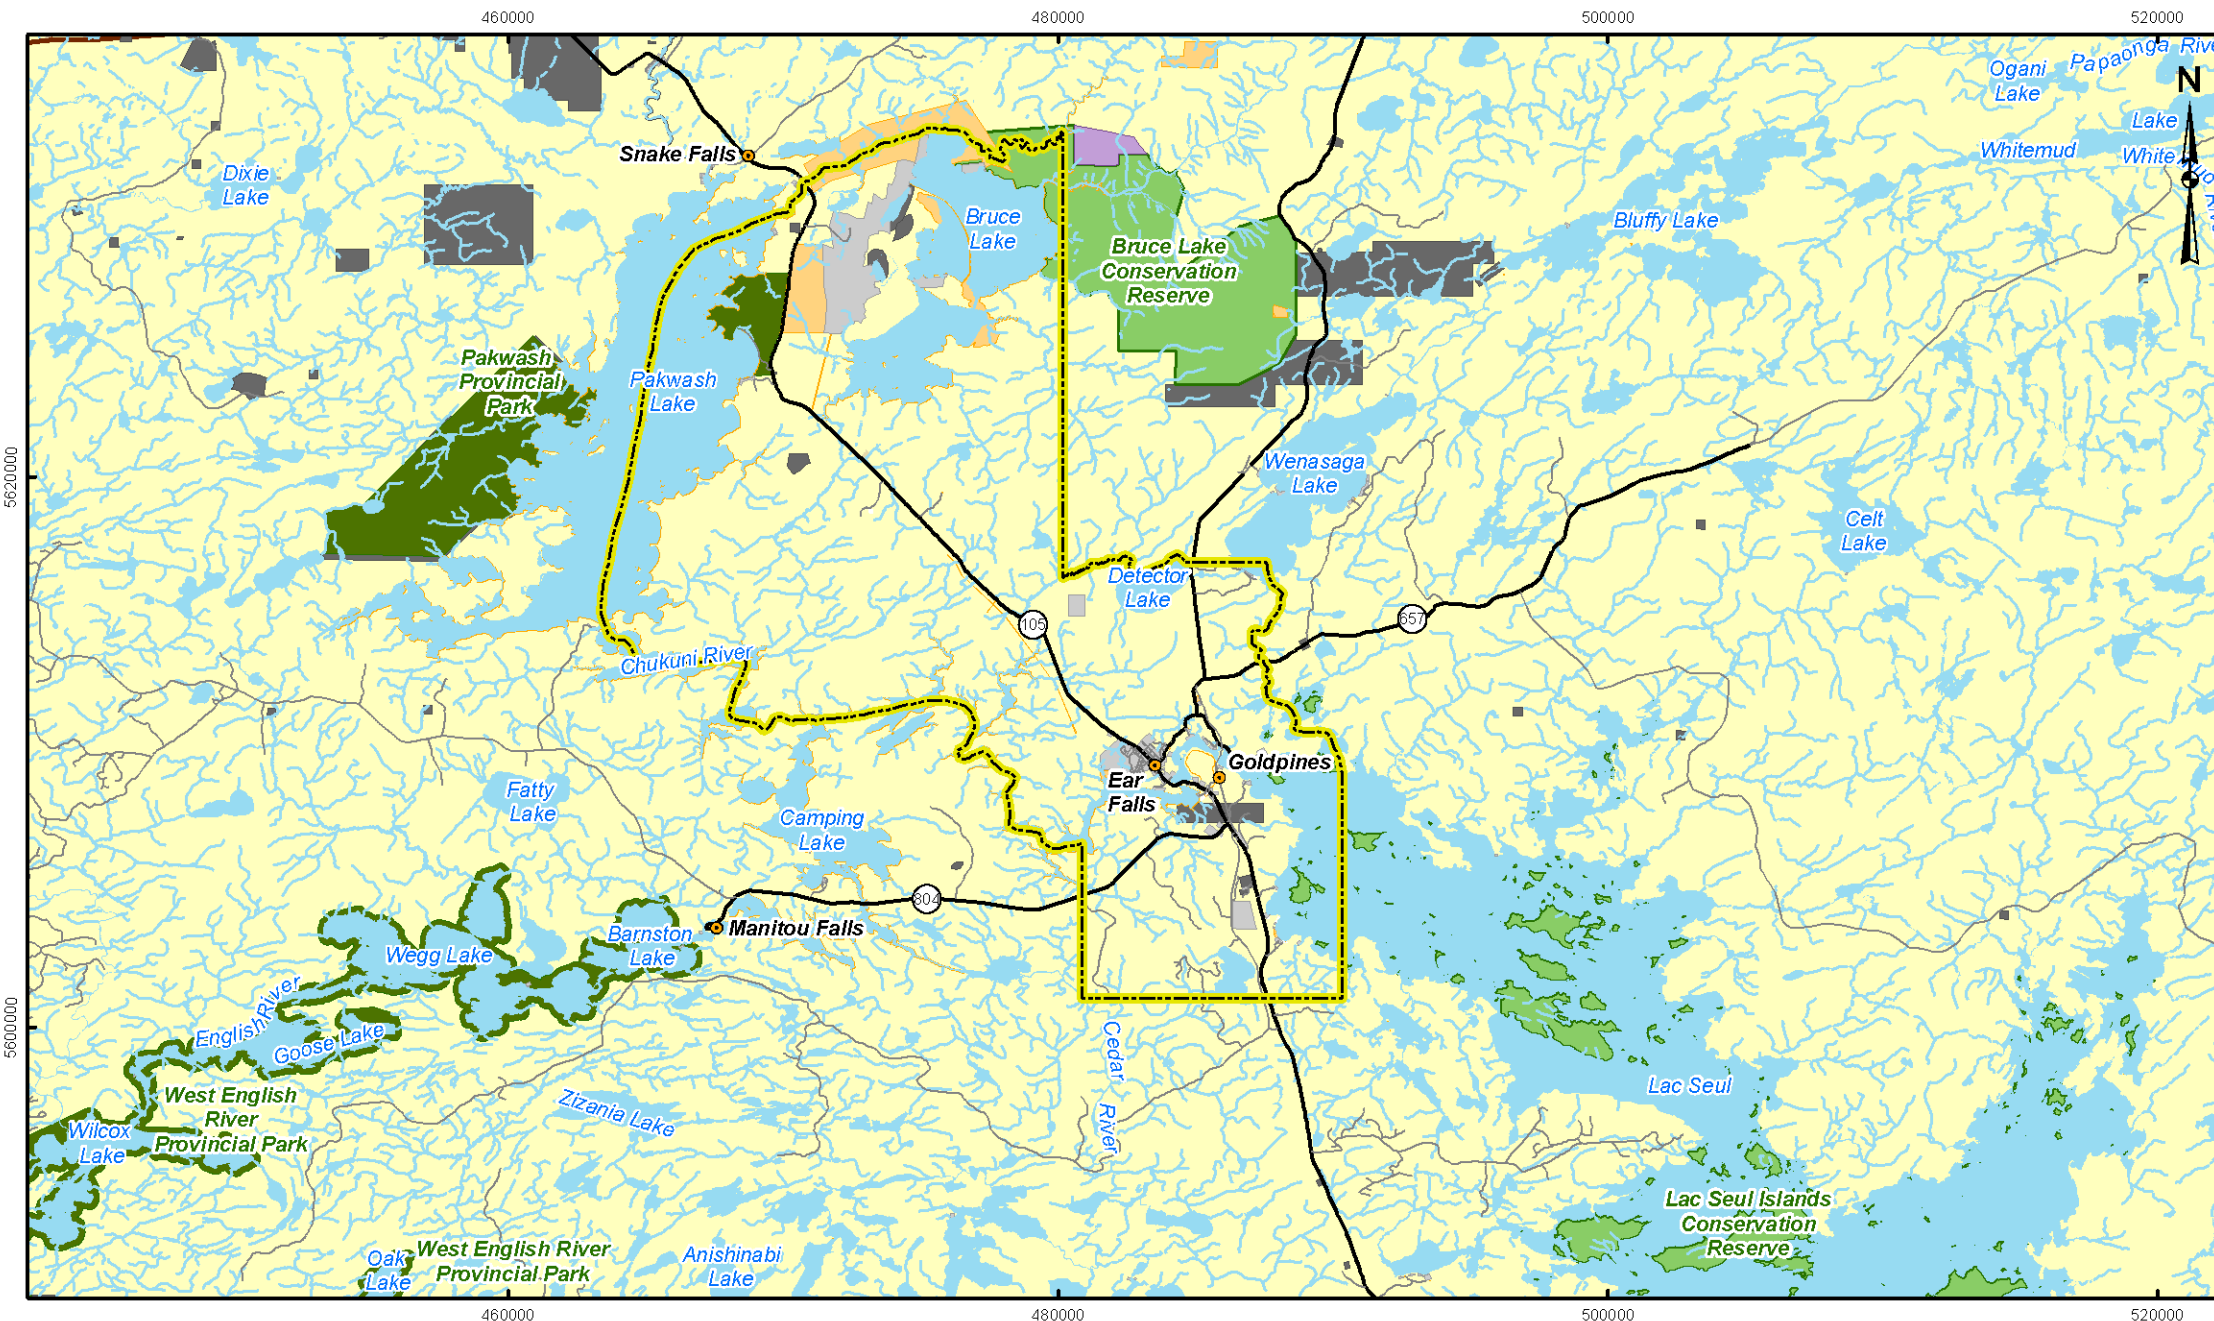 460000
480000
500000
520000
Papaonga
Ogani
Lake
N
Lake
Whitemud
Snake Falls
Dixie
Lake
Bruce
Lake
Bluffy Lake
Bruce Lake
Conservation
Reserve
Pakwash
Provincial
Park
Pakwash
Lake
5620000
Wenasaga
Lake
Celt
Lake
Detector
Lake
105
657
Chukuni River
Goldpines
Ear
Falls
Fatty
Lake
Camping
Lake
804
Manitou Falls
Barnston
Lake
Wegg Lake
English River
Goose Lake
5600000
Cedar
River
Lac Seul
West English
River
Provincial Park
Zizania Lake
Wilcox
Lake
Lac Seul Islands
Conservation
Reserve
Oak
Lake
West English River
Provincial Park
Anishinabi
Lake
460000
480000
500000
520000